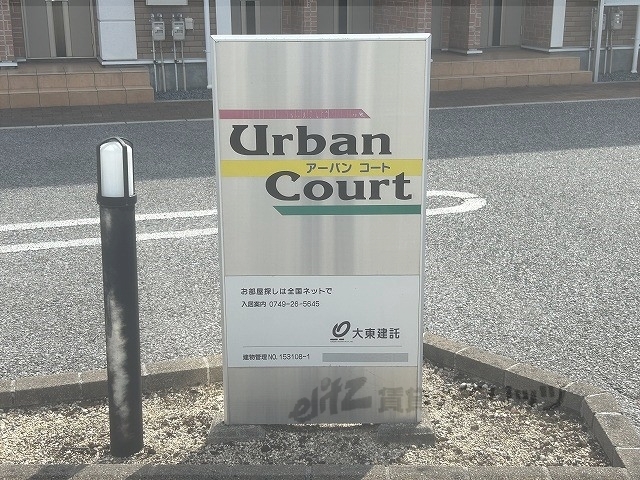 Urban
アーバン コート
Court
お部屋探しは全国ネットで
入居案内 0749-26-5645
大東建託
建物管理NO.153108-1
elitz 賃貸